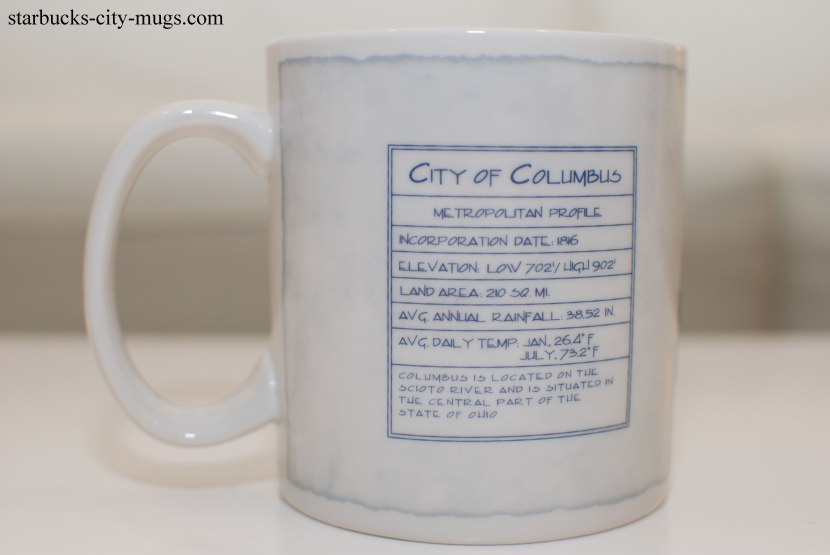 starbucks-city-mugs.com
CITY OF COLUMBUS
METROPOLITAN PROFILE
INCORPORATION DATE: 1816
ELEVATION: LOW 702'/ HIGH 902'
LAND AREA: 210 SQ. MI.
AVG. ANNUAL RAINFALL: 38.52 IN.
AVG. DAILY TEMP: JAN., 26.4° F
JULY, 73.2° F
COLUMBUS IS LOCATED ON THE
SCIOTO RIVER AND IS SITUATED IN
THE CENTRAL PART OF THE
STATE OF OHIO